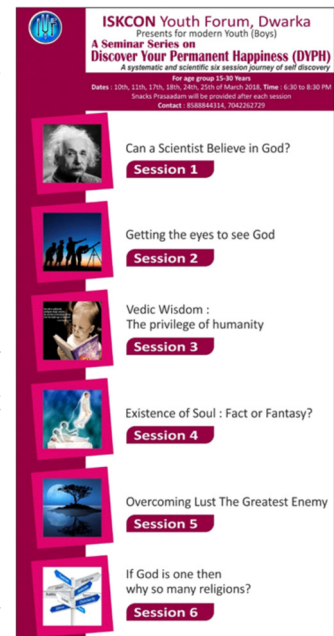 IYF
ISKCON Youth Forum, Dwarka
Presents for modern Youth (Boys)
A Seminar Series on
Discover Your Permanent Happiness (DYPH)
A systematic and scientific six session journey of self discovery
For age group 15-30 Years
Dates : 10th, 11th, 17th, 18th, 24th, 25th of March 2018, Time : 6:30 to 8:30 PM
Snacks Prasaadam will be provided after each session
Contact : 8588844314, 7042262729
Can a Scientist Believe in God?
Session 1
Getting the eyes to see God
Session 2
Vedic Wisdom :
The privilege of humanity
Session 3
Existence of Soul : Fact or Fantasy?
Session 4
Overcoming Lust The Greatest Enemy
Session 5
If God is one then
why so many religions?
Session 6